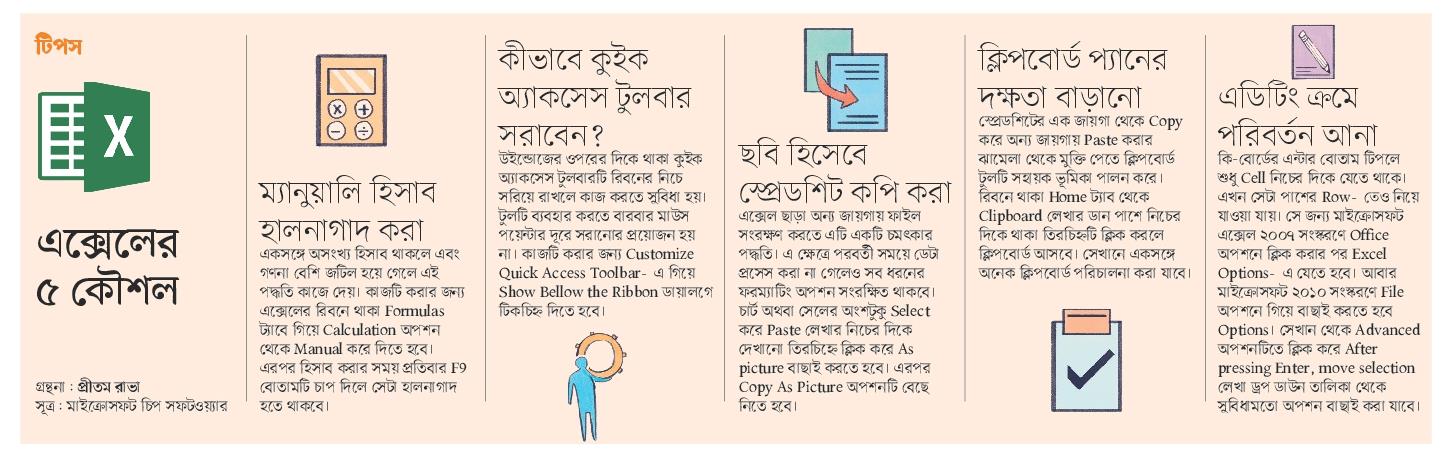 টিপস
X
এক্সেলের
৫ কৌশল
গ্রন্থনা : প্রীতম রাভা
সূত্র : মাইক্রোসফট চিপ সফটওয়্যার
ম্যানুয়ালি হিসাব
হালনাগাদ করা
একসঙ্গে অসংখ্য হিসাব থাকলে এবং
গণনা বেশি জটিল হয়ে গেলে এই
পদ্ধতি কাজে দেয়। কাজটি করার জন্য
এক্সেলের রিবনে থাকা Formulas
ট্যাবে গিয়ে Calculation অপশন
থেকে Manual করে দিতে হবে।
এরপর হিসাব করার সময় প্রতিবার F9
বোতামটি চাপ দিলে সেটা হালনাগাদ
হতে থাকবে।
কীভাবে কুইক
অ্যাকসেস টুলবার
সরাবেন?
উইন্ডোজের ওপরের দিকে থাকা কুইক
অ্যাকসেস টুলবারটি রিবনের নিচে
সরিয়ে রাখলে কাজ করতে সুবিধা হয়।
টুলটি ব্যবহার করতে বারবার মাউস
পয়েন্টার দূরে সরানোর প্রয়োজন হয়
না। কাজটি করার জন্য Customize
Quick Access Toolbar- এ গিয়ে
Show Bellow the Ribbon ডায়ালগে
টিকচিহ্ন দিতে হবে।
ছবি হিসেবে
স্প্রেডশিট কপি করা
এক্সেল ছাড়া অন্য জায়গায় ফাইল
সংরক্ষণ করতে এটি একটি চমৎকার
পদ্ধতি। এ ক্ষেত্রে পরবর্তী সময়ে ডেটা
প্রসেস করা না গেলেও সব ধরনের
ফরম্যাটিং অপশন সংরক্ষিত থাকবে।
চার্ট অথবা সেলের অংশটুকু Select
করে Paste লেখার নিচের দিকে
দেখানো তিরচিহ্নে ক্লিক করে As
picture বাছাই করতে হবে। এরপর
Copy As Picture অপশনটি বেছে
নিতে হবে।
ক্লিপবোর্ড প্যানের
দক্ষতা বাড়ানো
স্প্রেডশিটের এক জায়গা থেকে Copy
করে অন্য জায়গায় Paste করার
ঝামেলা থেকে মুক্তি পেতে ক্লিপবোর্ড
টুলটি সহায়ক ভূমিকা পালন করে।
রিবনে থাকা Home ট্যাব থেকে
Clipboard লেখার ডান পাশে নিচের
দিকে থাকা তিরচিহ্নটি ক্লিক করলে
ক্লিপবোর্ড আসবে। সেখানে একসঙ্গে
অনেক ক্লিপবোর্ড পরিচালনা করা যাবে।
এডিটিং ক্রমে
পরিবর্তন আনা
কি-বোর্ডের এন্টার বোতাম টিপলে
শুধু Cell নিচের দিকে যেতে থাকে।
এখন সেটা পাশের Row- তেও নিয়ে
যাওয়া যায়। সে জন্য মাইক্রোসফট
এক্সেল ২০০৭ সংস্করণে Office
অপশনে ক্লিক করার পর Excel
Options- এ যেতে হবে। আবার
মাইক্রোসফট ২০১০ সংস্করণে File
অপশনে গিয়ে বাছাই করতে হবে
Options। সেখান থেকে Advanced
অপশনটিতে ক্লিক করে After
pressing Enter, move selection
লেখা ড্রপ ডাউন তালিকা থেকে
সুবিধামতো অপশন বাছাই করা যাবে।